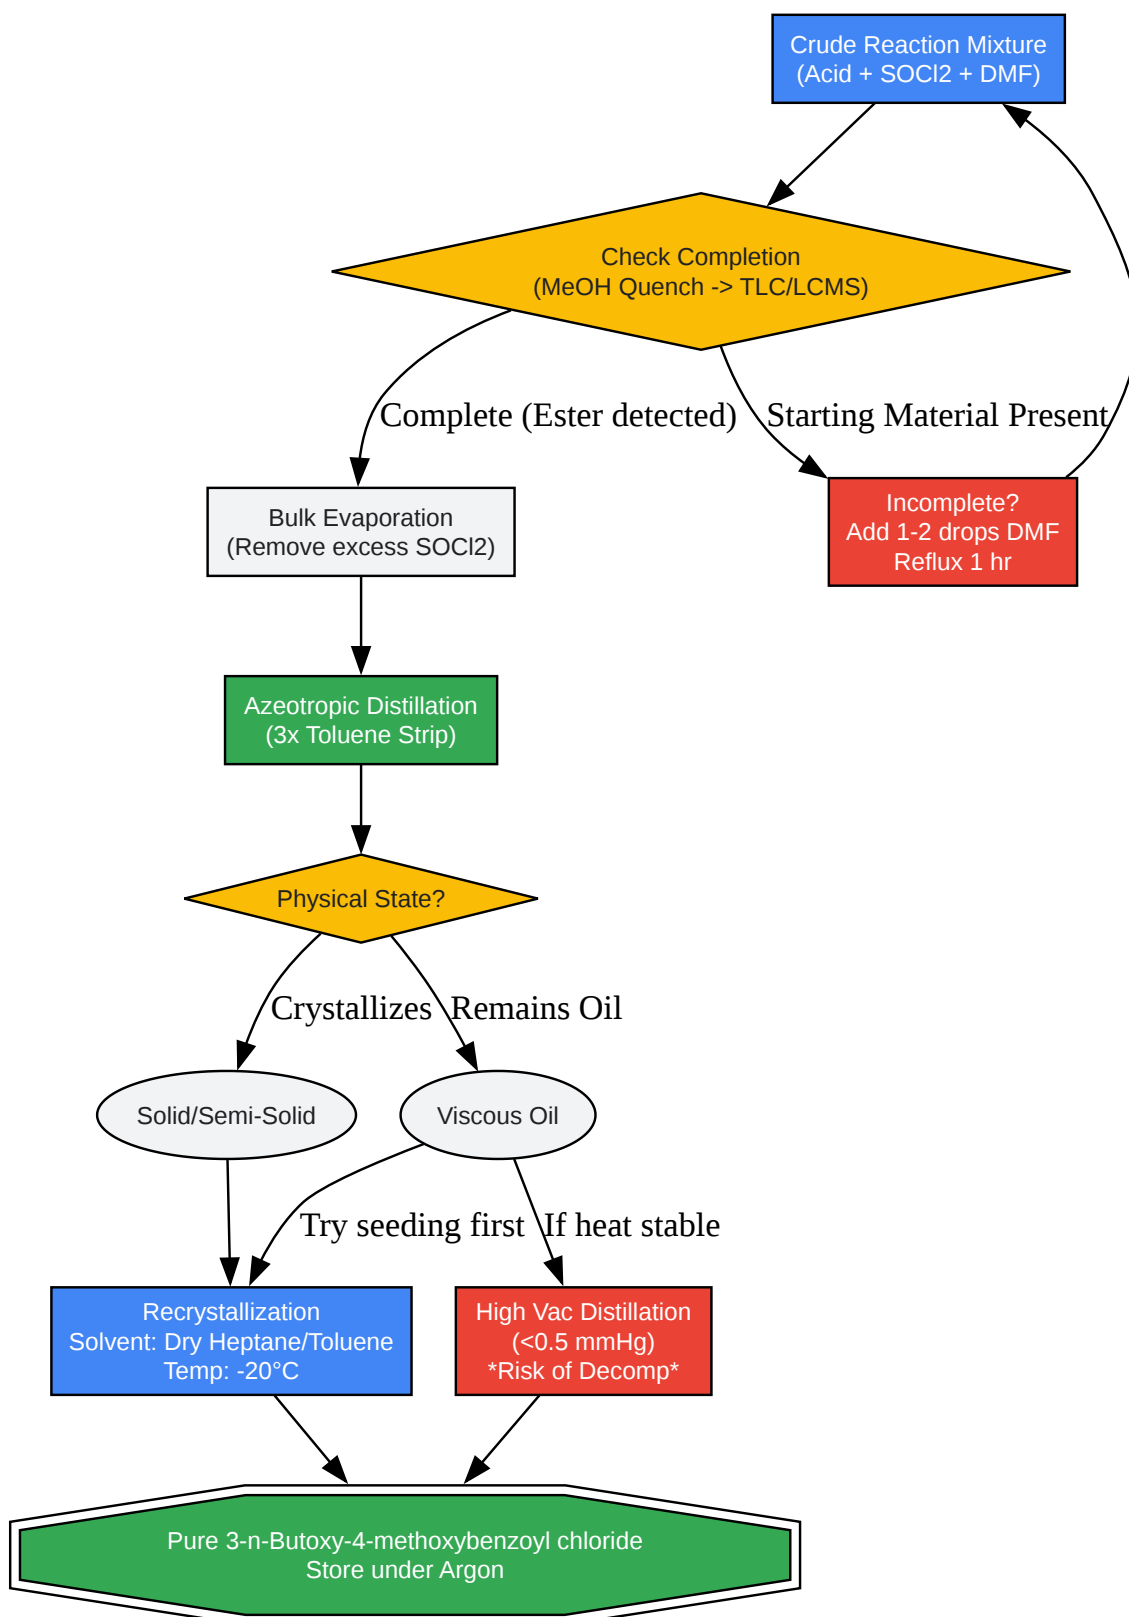 Crude Reaction Mixture
(Acid + SOCl2 + DMF)
Check Completion
(MeOH Quench -> TLC/LCMS)
Complete (Ester detected)
Starting Material Present
Incomplete?
Add 1-2 drops DMF
Reflux 1 hr
Bulk Evaporation
(Remove excess SOCl2)
Azeotropic Distillation
(3x Toluene Strip)
Physical State?
Crystallizes
Remains Oil
Solid/Semi-Solid
Viscous Oil
Try seeding first
If heat stable
Recrystallization
Solvent: Dry Heptane/Toluene
Temp: -20°C
High Vac Distillation
(<0.5 mmHg)
*Risk of Decomp*
Pure 3-n-Butoxy-4-methoxybenzoyl chloride
Store under Argon